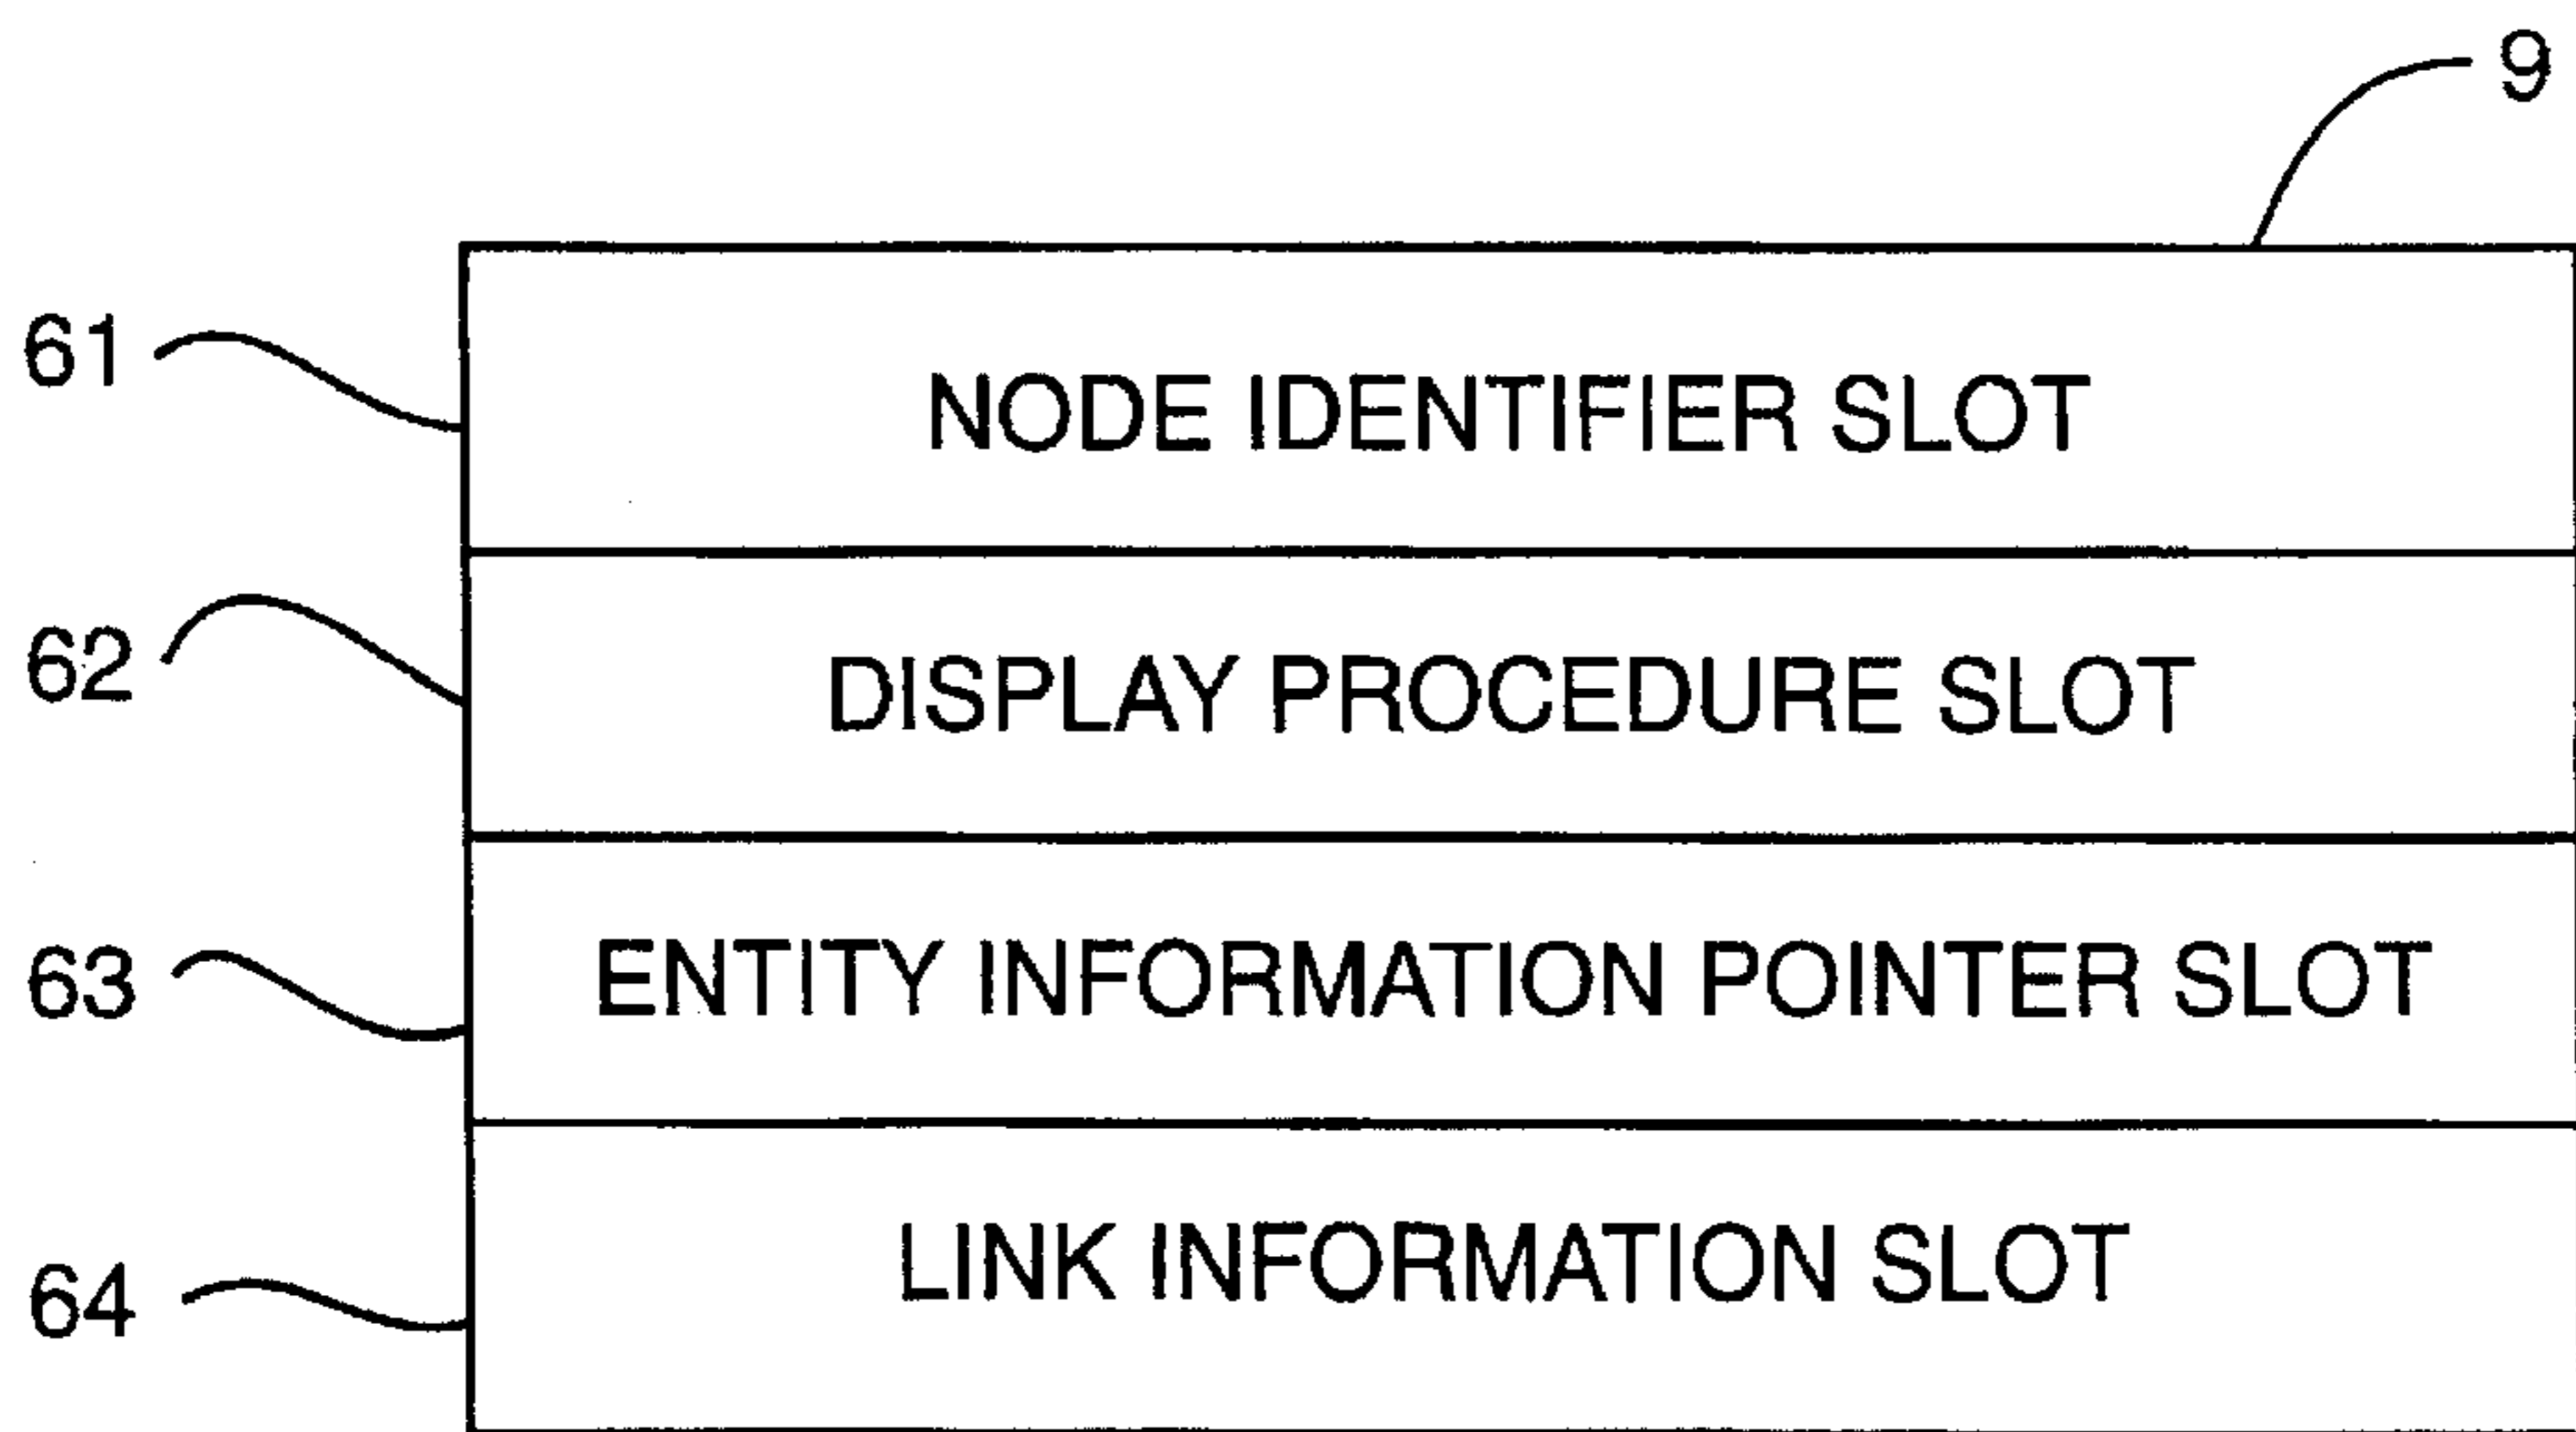 9
61 NODE IDENTIFIER SLOT
62 DISPLAY PROCEDURE SLOT
63 ENTITY INFORMATION POINTER SLOT
64 LINK INFORMATION SLOT